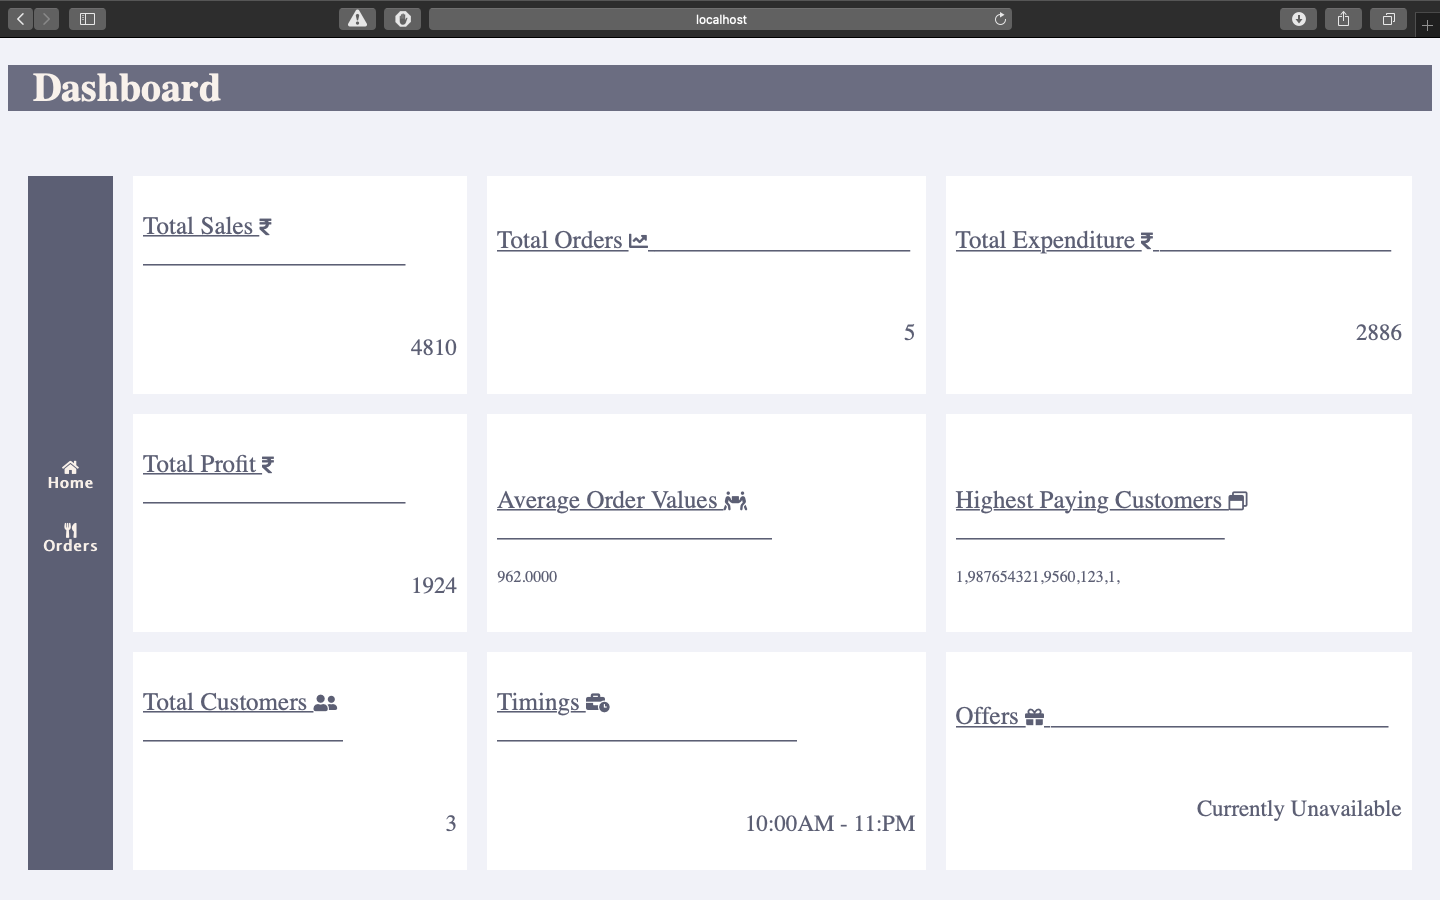 localhost
Dashboard
Total Sales ₹
Total Orders
Total Expenditure ₹
4810
5
2886
Home
Orders
Total Profit ₹
Average Order Values
Highest Paying Customers
962.0000
1,987654321,9560,123,1,
1924
Total Customers
Timings
Offers
3
10:00AM - 11:PM
Currently Unavailable